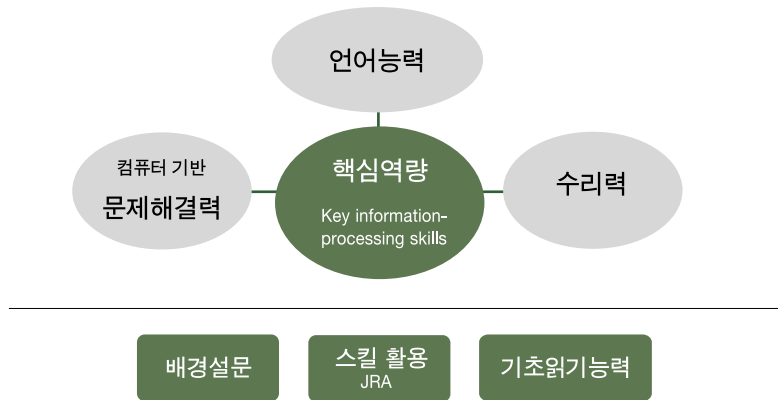 언어능력
컴퓨터 기반
문제해결력
핵심역량
Key information-
processing skills
수리력
배경설문
스킬 활용
JRA
기초읽기능력